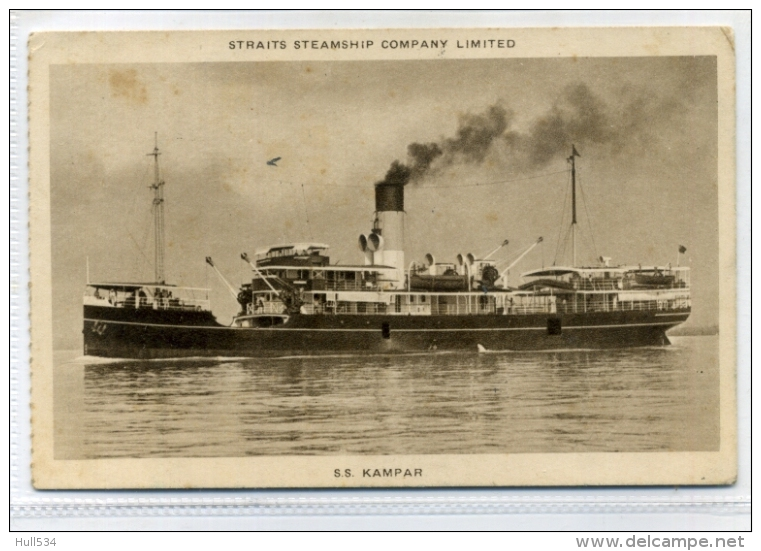 STRAITS STEAMSHIP COMPANY LIMITED
S.S. KAMPAR
Hull534
www.delcampe.net